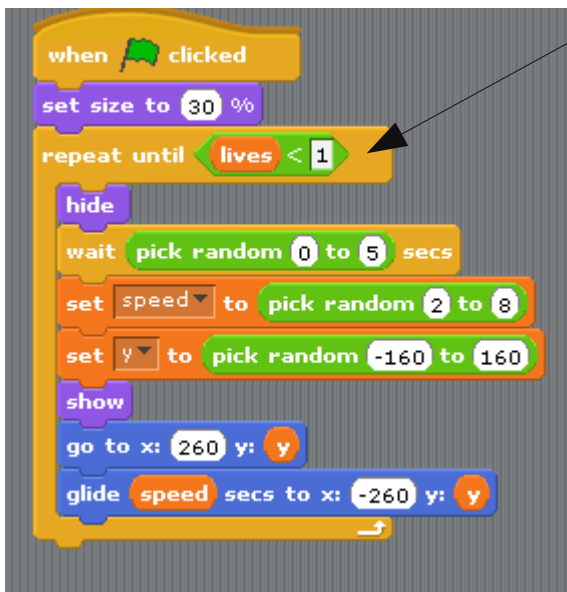 when clicked
set size to 30 %
repeat until lives < 1
hide
wait pick random 0 to 5 secs
set speed to pick random 2 to 8
set y to pick random -160 to 160
show
go to x: 260 y: y
glide speed secs to x: -260 y: y